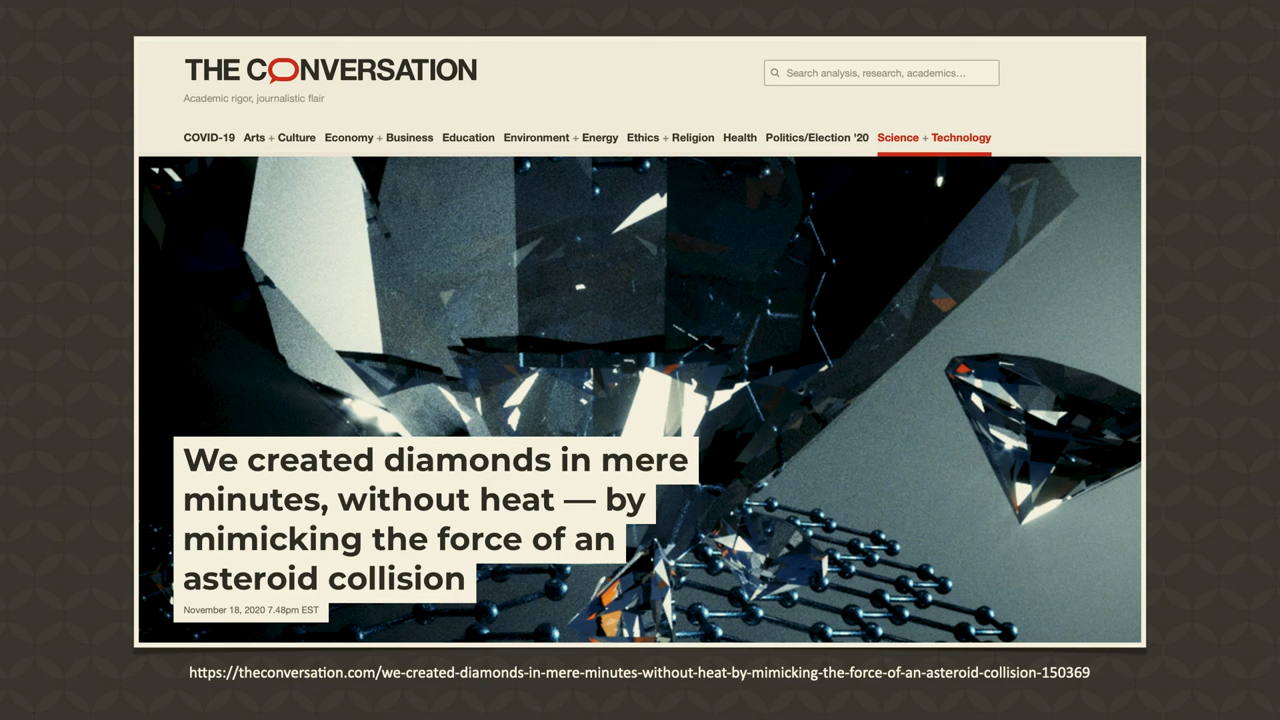 THE CONVERSATION
Search analysis, research, academics...
Academic rigor, journalistic flair
COVID-19 Arts + Culture Economy + Business Education Environment + Energy Ethics + Religion Health Politics/Election '20 Science + Technology
We created diamonds in mere
minutes, without heat — by
mimicking the force of an
asteroid collision
November 18, 2020 7.48pm EST
https://theconversation.com/we-created-diamonds-in-mere-minutes-without-heat-by-mimicking-the-force-of-an-asteroid-collision-150369